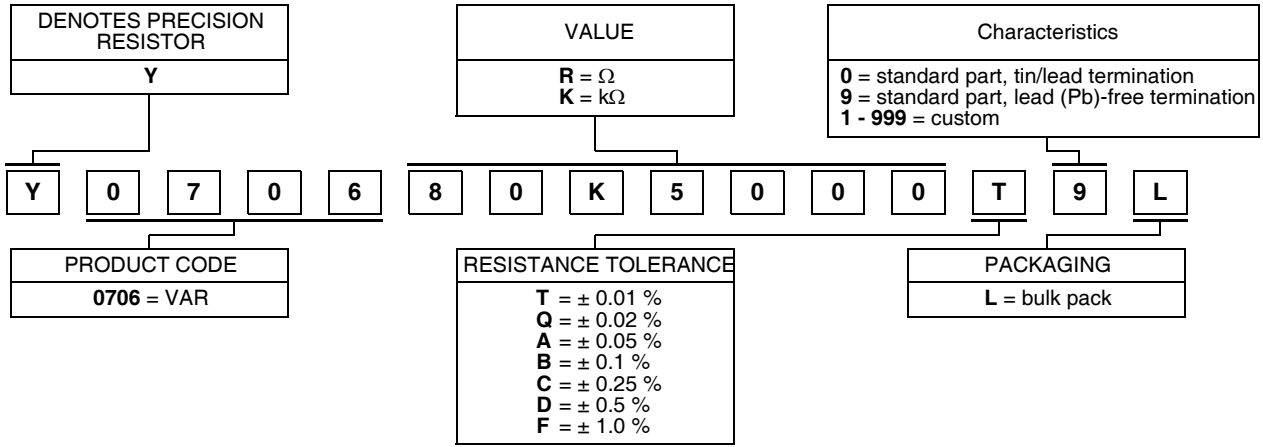 DENOTES PRECISION
RESISTOR
Y
VALUE
R = Ω
K = kΩ
Characteristics
0 = standard part, tin/lead termination
9 = standard part, lead (Pb)-free termination
1 - 999 = custom
Y 0 7 0 6 8 0 K 5 0 0 0 T 9 L
PRODUCT CODE
0706 = VAR
RESISTANCE TOLERANCE
T = ± 0.01 %
Q = ± 0.02 %
A = ± 0.05 %
B = ± 0.1 %
C = ± 0.25 %
D = ± 0.5 %
F = ± 1.0 %
PACKAGING
L = bulk pack